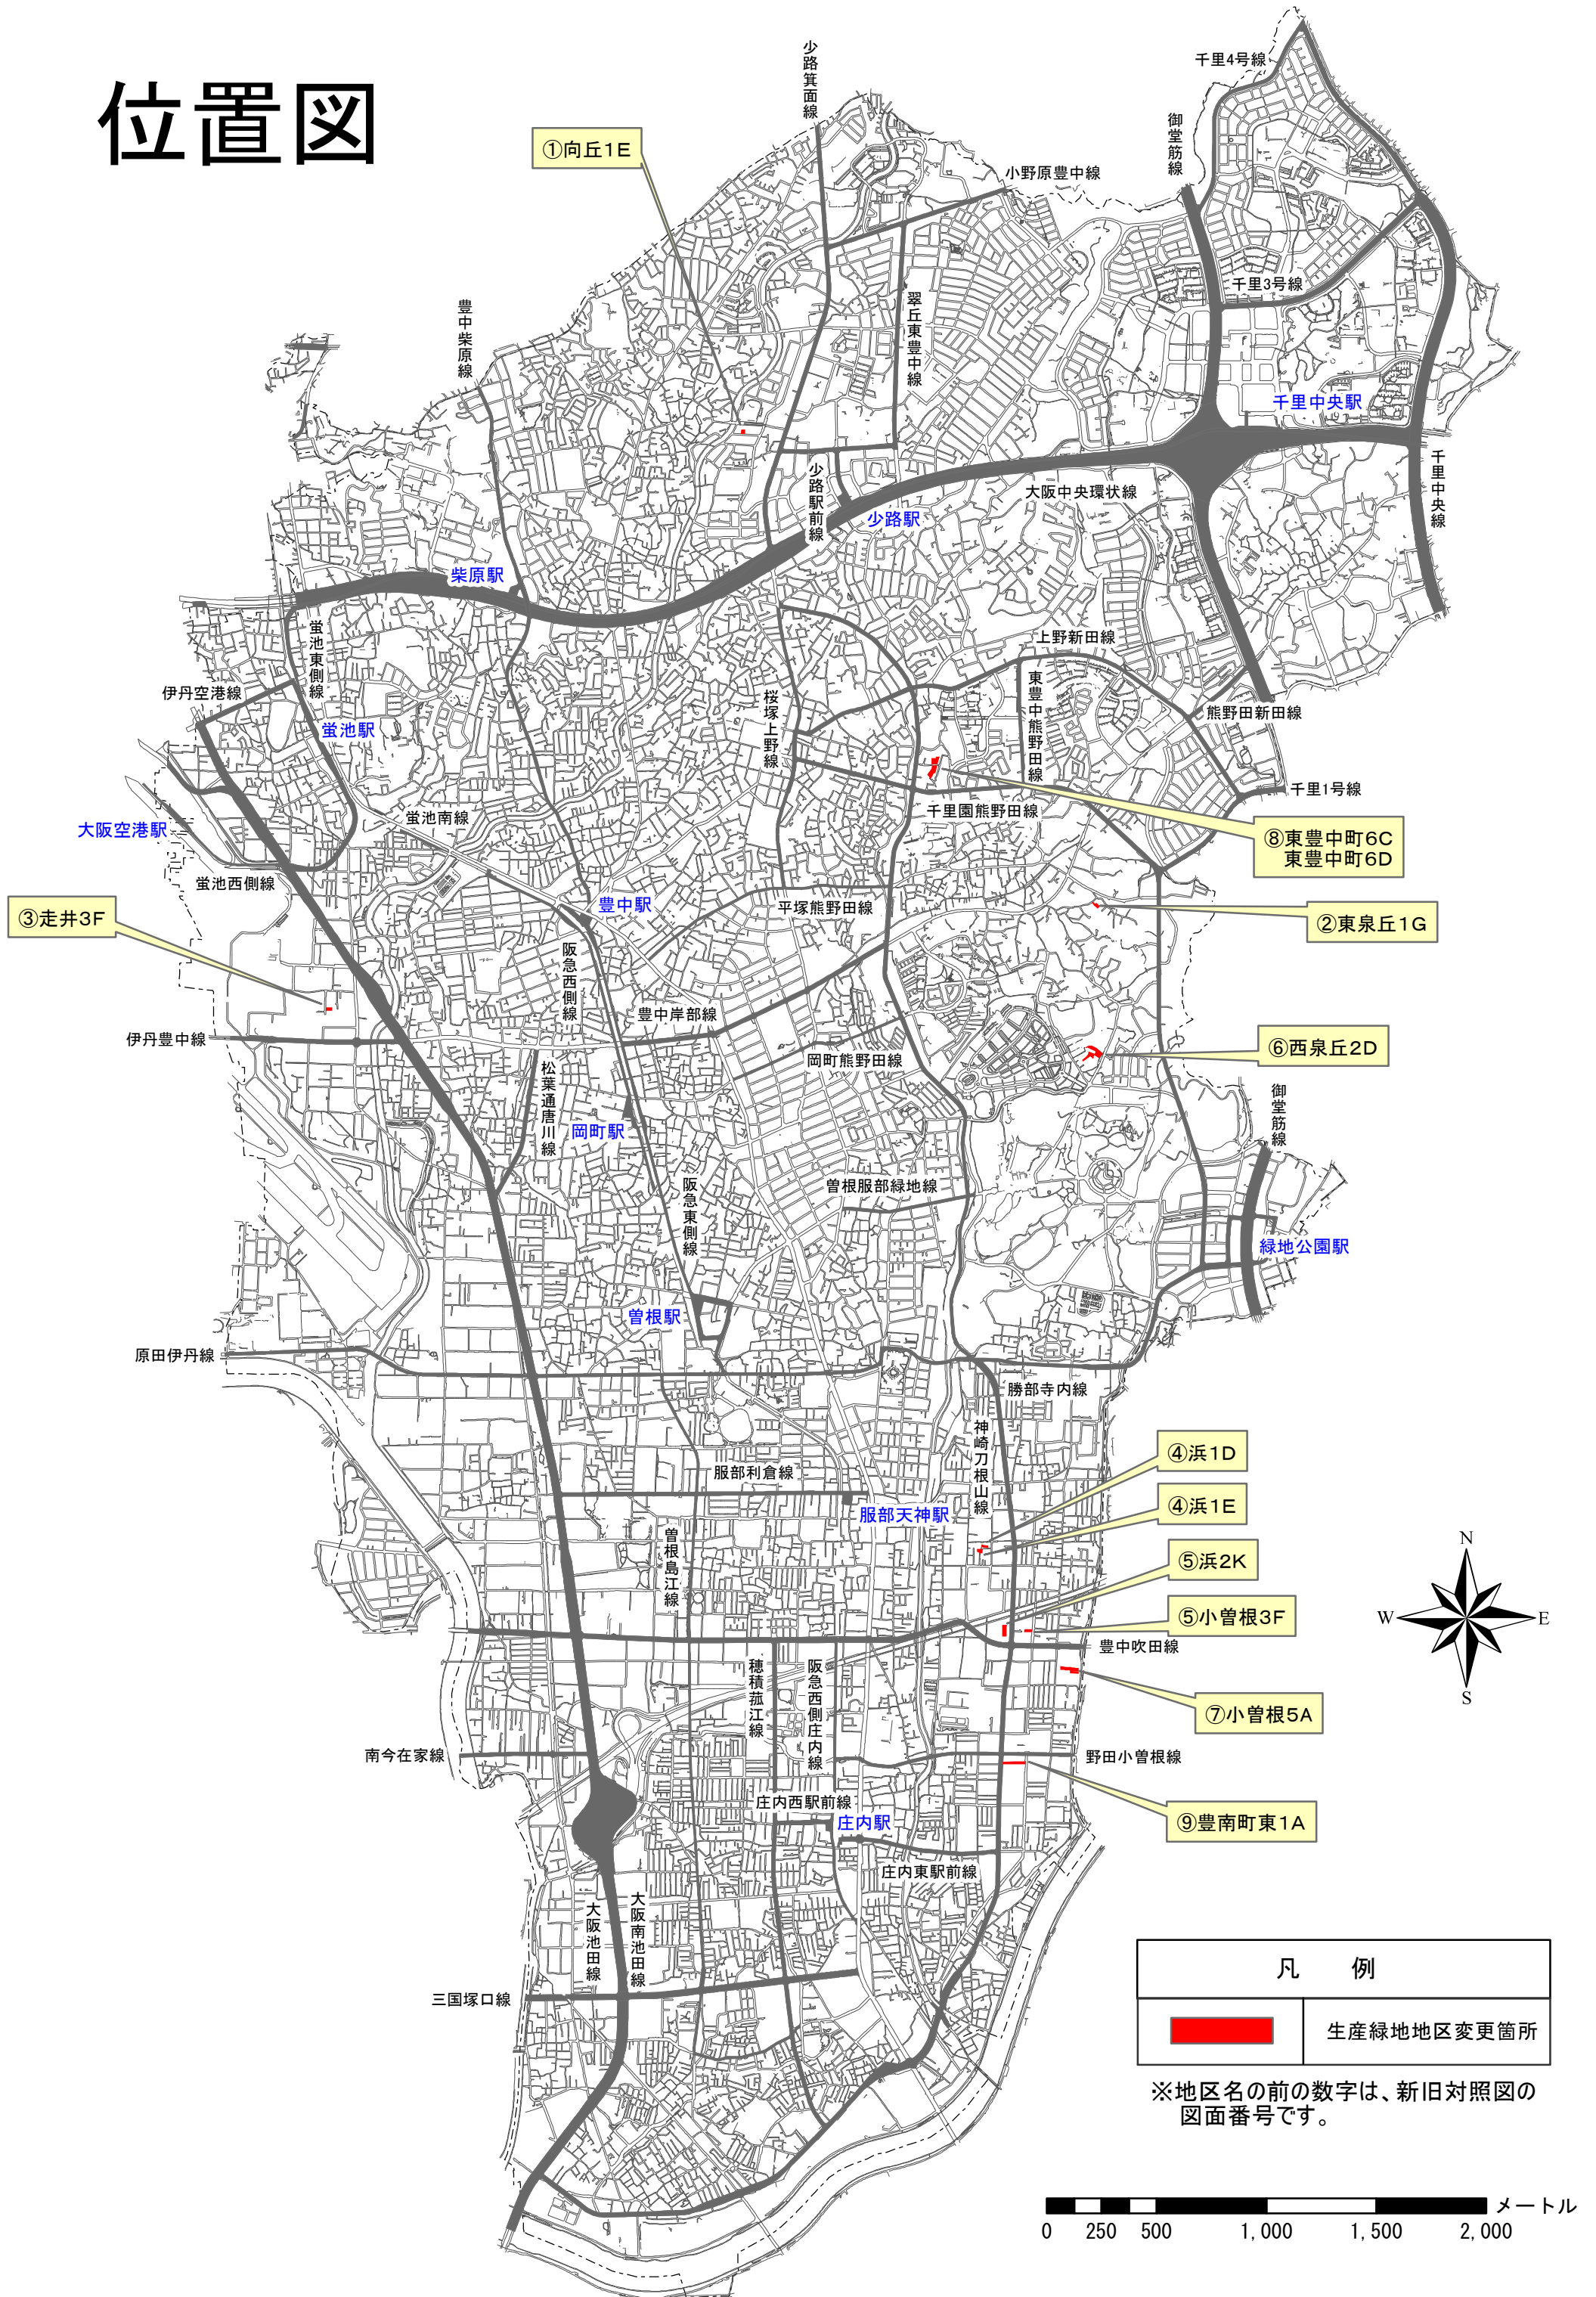 位置図
少路箕面線
千里4号線
御堂筋線
①向丘1E
小野原豊中線
千里3号線
翠丘東豊中線
豊中柴原線
千里中央駅
千里中央線
少路駅前線
大阪中央環状線
少路駅
柴原駅
蛍池東側線
上野新田線
伊丹空港線
東豊中熊野田線
桜塚上野線
熊野田新田線
蛍池駅
千里1号線
千里園熊野田線
蛍池南線
大阪空港駅
⑧東豊中町6C
東豊中町6D
蛍池西側線
豊中駅
平塚熊野田線
③走井3F
②東泉丘1G
阪急西側線
豊中岸部線
伊丹豊中線
岡町熊野田線
⑥西泉丘2D
松葉通唐川線
御堂筋線
岡町駅
阪急東側線
曽根服部緑地線
緑地公園駅
曽根駅
原田伊丹線
勝部寺内線
神崎刀根山線
④浜1D
服部利倉線
④浜1E
服部天神駅
曽根島江線
⑤浜2K
⑤小曽根3F
豊中吹田線
穂積菰江線
阪急西側庄内線
⑦小曽根5A
南今在家線
野田小曽根線
庄内西駅前線
庄内駅
⑨豊南町東1A
庄内東駅前線
大阪池田線
大阪南池田線
三国塚口線
N
W
E
S
凡 例
生産緑地地区変更箇所
※地区名の前の数字は、新旧対照図の
図面番号です。
メートル
0 250 500 1,000 1,500 2,000